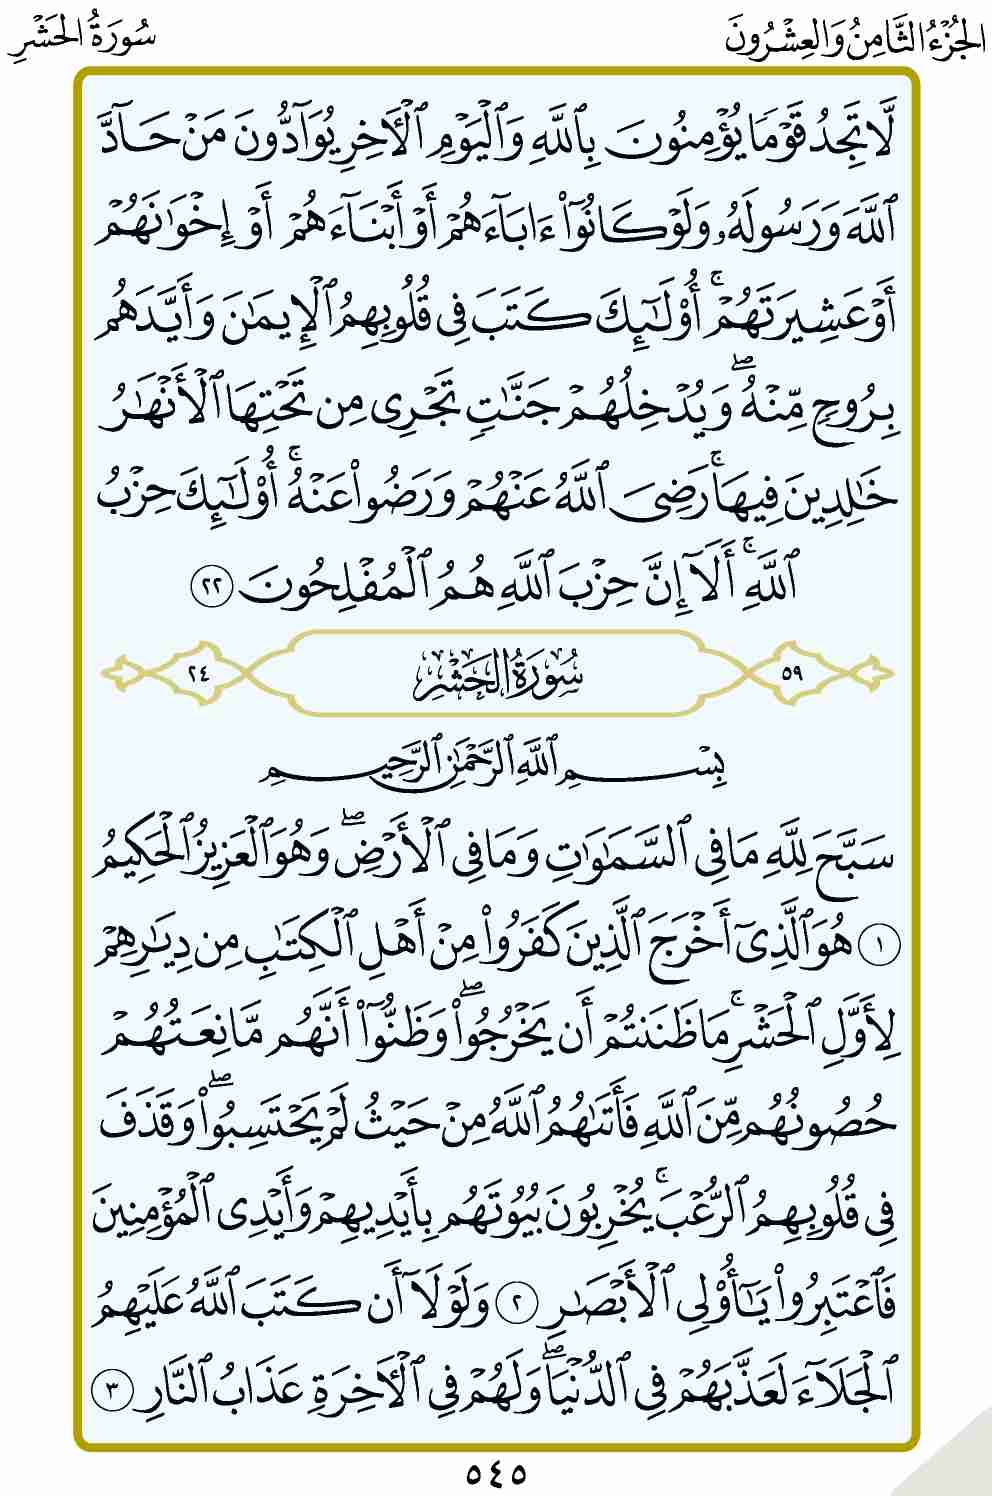 الجُزْءُ الثَّامِنُ وَالعِشْرُونَ
سُورَةُ الحَشْرِ
لَّا تَجِدُ قَوْمٗا يُؤْمِنُونَ بِٱللَّهِ وَٱلْيَوْمِ ٱلْأٓخِرِ يُوَآدُّونَ مَنْ حَآدَّ
ٱللَّهَ وَرَسُولَهُۥ وَلَوْ كَانُوٓا۟ ءَابَآءَهُمْ أَوْ أَبْنَآءَهُمْ أَوْ إِخْوَٰنَهُمْ
أَوْ عَشِيرَتَهُمْۚ أُو۟لَٰٓئِكَ كَتَبَ فِى قُلُوبِهِمُ ٱلْإِيمَٰنَ وَأَيَّدَهُم
بِرُوحٍ مِّنْهُۖ وَيُدْخِلُهُمْ جَنَّٰتٍ تَجْرِى مِن تَحْتِهَا ٱلْأَنْهَٰرُ
خَٰلِدِينَ فِيهَاۚ رَضِىَ ٱللَّهُ عَنْهُمْ وَرَضُوا۟ عَنْهُۚ أُو۟لَٰٓئِكَ حِزْبُ
ٱللَّهِۚ أَلَآ إِنَّ حِزْبَ ٱللَّهِ هُمُ ٱلْمُفْلِحُونَ ٢٢
٥٩ سُورَةُ الحَشْرِ ٢٤
بِسْمِ ٱللَّهِ ٱلرَّحْمَٰنِ ٱلرَّحِيمِ
سَبَّحَ لِلَّهِ مَا فِى ٱلسَّمَٰوَٰتِ وَمَا فِى ٱلْأَرْضِۖ وَهُوَ ٱلْعَزِيزُ ٱلْحَكِيمُ
١ هُوَ ٱلَّذِىٓ أَخْرَجَ ٱلَّذِينَ كَفَرُوا۟ مِنْ أَهْلِ ٱلْكِتَٰبِ مِن دِيَٰرِهِمْ
لِأَوَّلِ ٱلْحَشْرِۚ مَا ظَنَنتُمْ أَن يَخْرُجُوا۟ۖ وَظَنُّوٓا۟ أَنَّهُم مَّانِعَتُهُمْ
حُصُونُهُم مِّنَ ٱللَّهِ فَأَتَىٰهُمُ ٱللَّهُ مِنْ حَيْثُ لَمْ يَحْتَسِبُوا۟ۖ وَقَذَفَ
فِى قُلُوبِهِمُ ٱلرُّعْبَۚ يُخْرِبُونَ بُيُوتَهُم بِأَيْدِيهِمْ وَأَيْدِى ٱلْمُؤْمِنِينَ
فَٱعْتَبِرُوا۟ يَٰٓأُو۟لِى ٱلْأَبْصَٰرِ ٢ وَلَوْلَآ أَن كَتَبَ ٱللَّهُ عَلَيْهِمُ
ٱلْجَلَآءَ لَعَذَّبَهُمْ فِى ٱلدُّنْيَاۖ وَلَهُمْ فِى ٱلْأٓخِرَةِ عَذَابُ ٱلنَّارِ ٣
٥٤٥